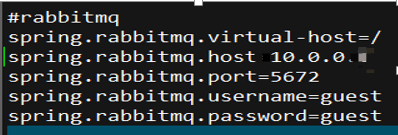 #rabbitmq
spring.rabbitmq.virtual-host=/
spring.rabbitmq.host 10.0.0.
spring.rabbitmq.port=5672
spring.rabbitmq.username=guest
spring.rabbitmq.password=guest